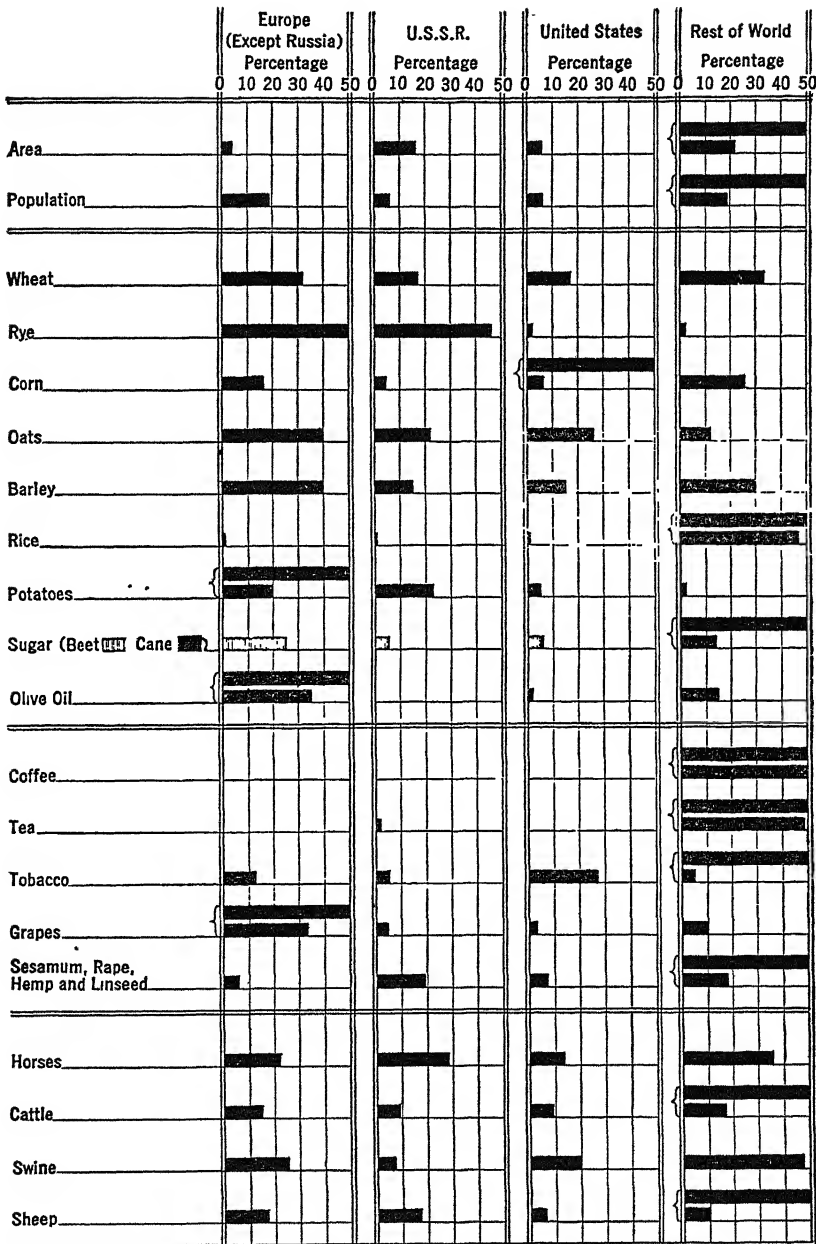 Europe
(Except Russia)
Percentage
U.S.S.R.
Percentage
United States
Percentage
Rest of World
Percentage
0 10 20 30 40 50
0 10 20 30 40 50
0 10 20 30 40 50
0 10 20 30 40 50
Area
Population
Wheat
Rye
Corn
Oats
Barley
Rice
Potatoes
Sugar (Beet Cane
Olive Oil
Coffee
Tea
Tobacco
Grapes
Sesamum, Rape,
Hemp and Linseed
Horses
Cattle
Swine
Sheep